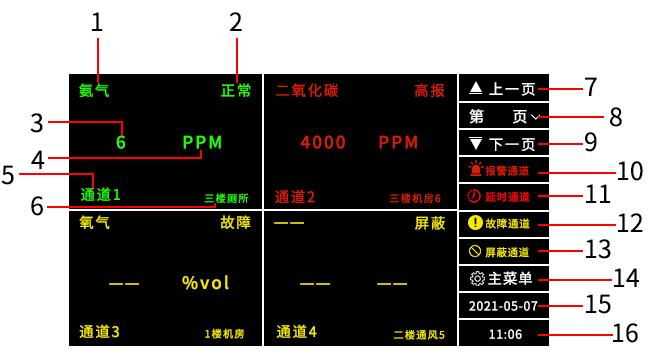 1 2
氨气 正常
3 6 PPM
4
5 通道1
6 三楼厕所
二氧化碳 高报
4000 PPM
通道2 三楼机房6
氧气 故障
—— %vol
通道3 1楼机房
—— 屏蔽
—— ——
通道4 二楼通风5
上一页 7
第 页 8
下一页 9
报警通道 10
延时通道 11
故障通道 12
屏蔽通道 13
主菜单 14
2021-05-07 15
11:06 16